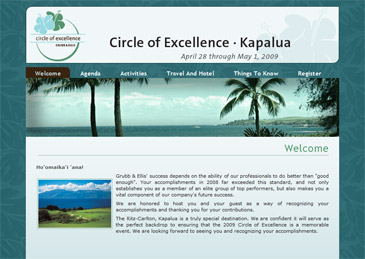 circle of excellence
GRUBB & ELLIS
Circle of Excellence · Kapalua
April 28 through May 1, 2009
Welcome Agenda Activities Travel And Hotel Things To Know Register
Welcome
Ho'omaika'i 'ana!
Grubb & Ellis' success depends on the ability of our professionals to do better than "good
enough". Your accomplishments in 2008 far exceeded this standard, and not only
establishes you as a member of an elite group of top performers, but also makes you a
vital component of our company's future success.
We are honored to host you and your guest as a way of recognizing your
accomplishments and thanking you for your contributions.
The Ritz-Carlton, Kapalua is a truly special destination. We are confident it will serve as
the perfect backdrop to ensuring that the 2009 Circle of Excellence is a memorable
event. We are looking forward to seeing you and recognizing your accomplishments.